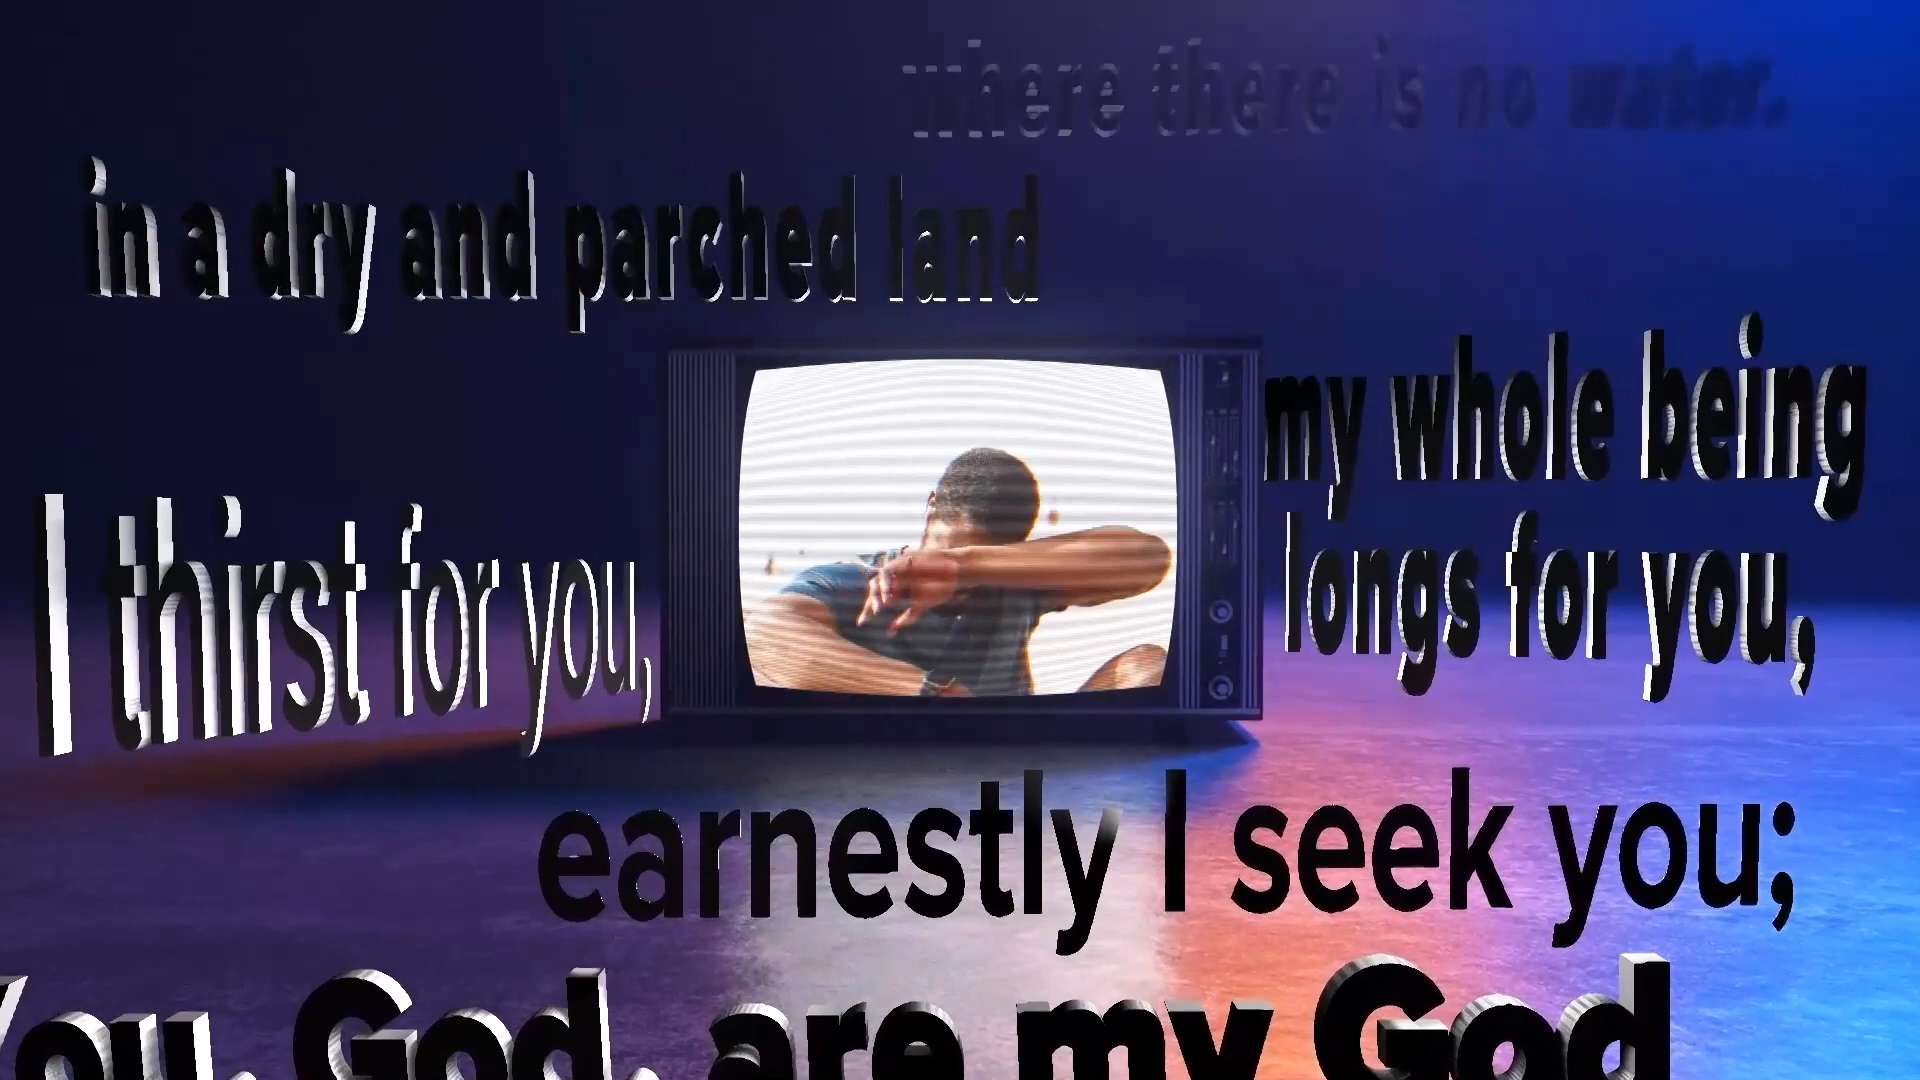 where there is no water.
in a dry and parched land
my whole being
longs for you,
I thirst for you,
earnestly I seek you;
You, God, are my God